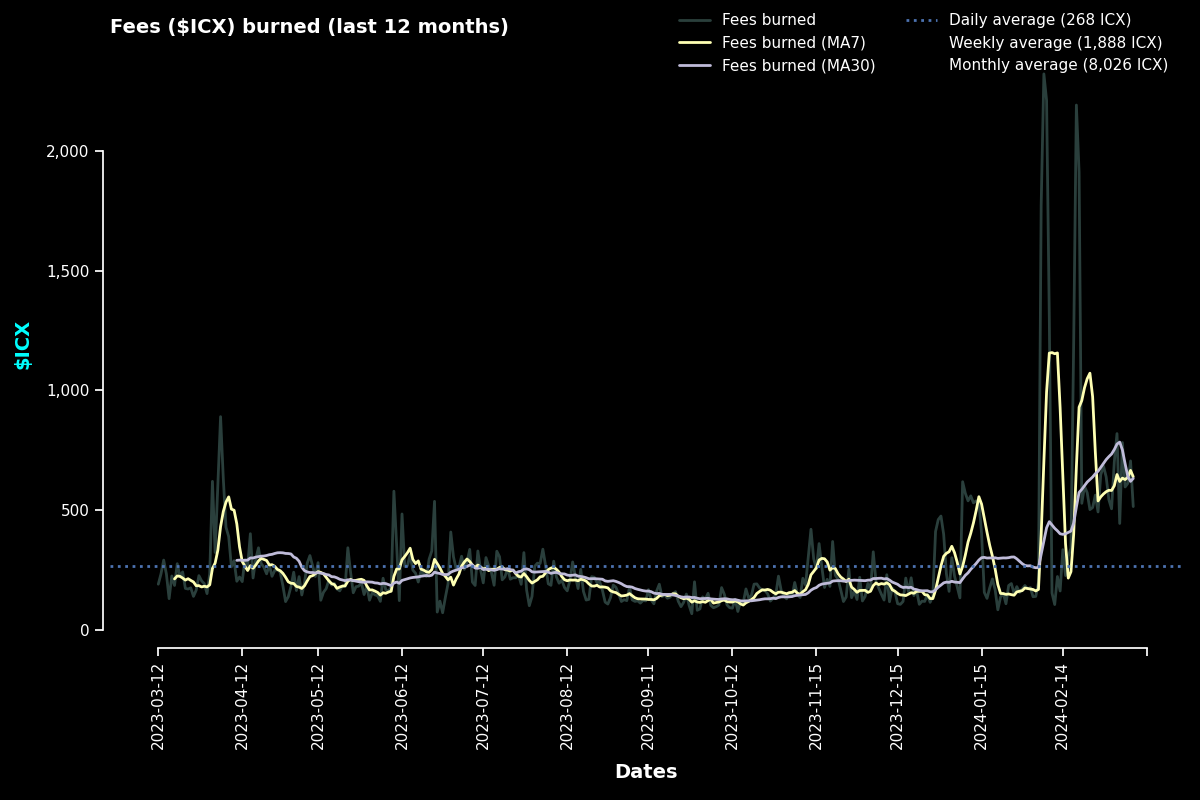 Fees ($ICX) burned (last 12 months)
Fees burned
Fees burned (MA7)
Fees burned (MA30)
Daily average (268 ICX)
Weekly average (1,888 ICX)
Monthly average (8,026 ICX)
$ICX
2,000
1,500
1,000
500
0
2023-03-12
2023-04-12
2023-05-12
2023-06-12
2023-07-12
2023-08-12
2023-09-11
2023-10-12
2023-11-15
2023-12-15
2024-01-15
2024-02-14
Dates